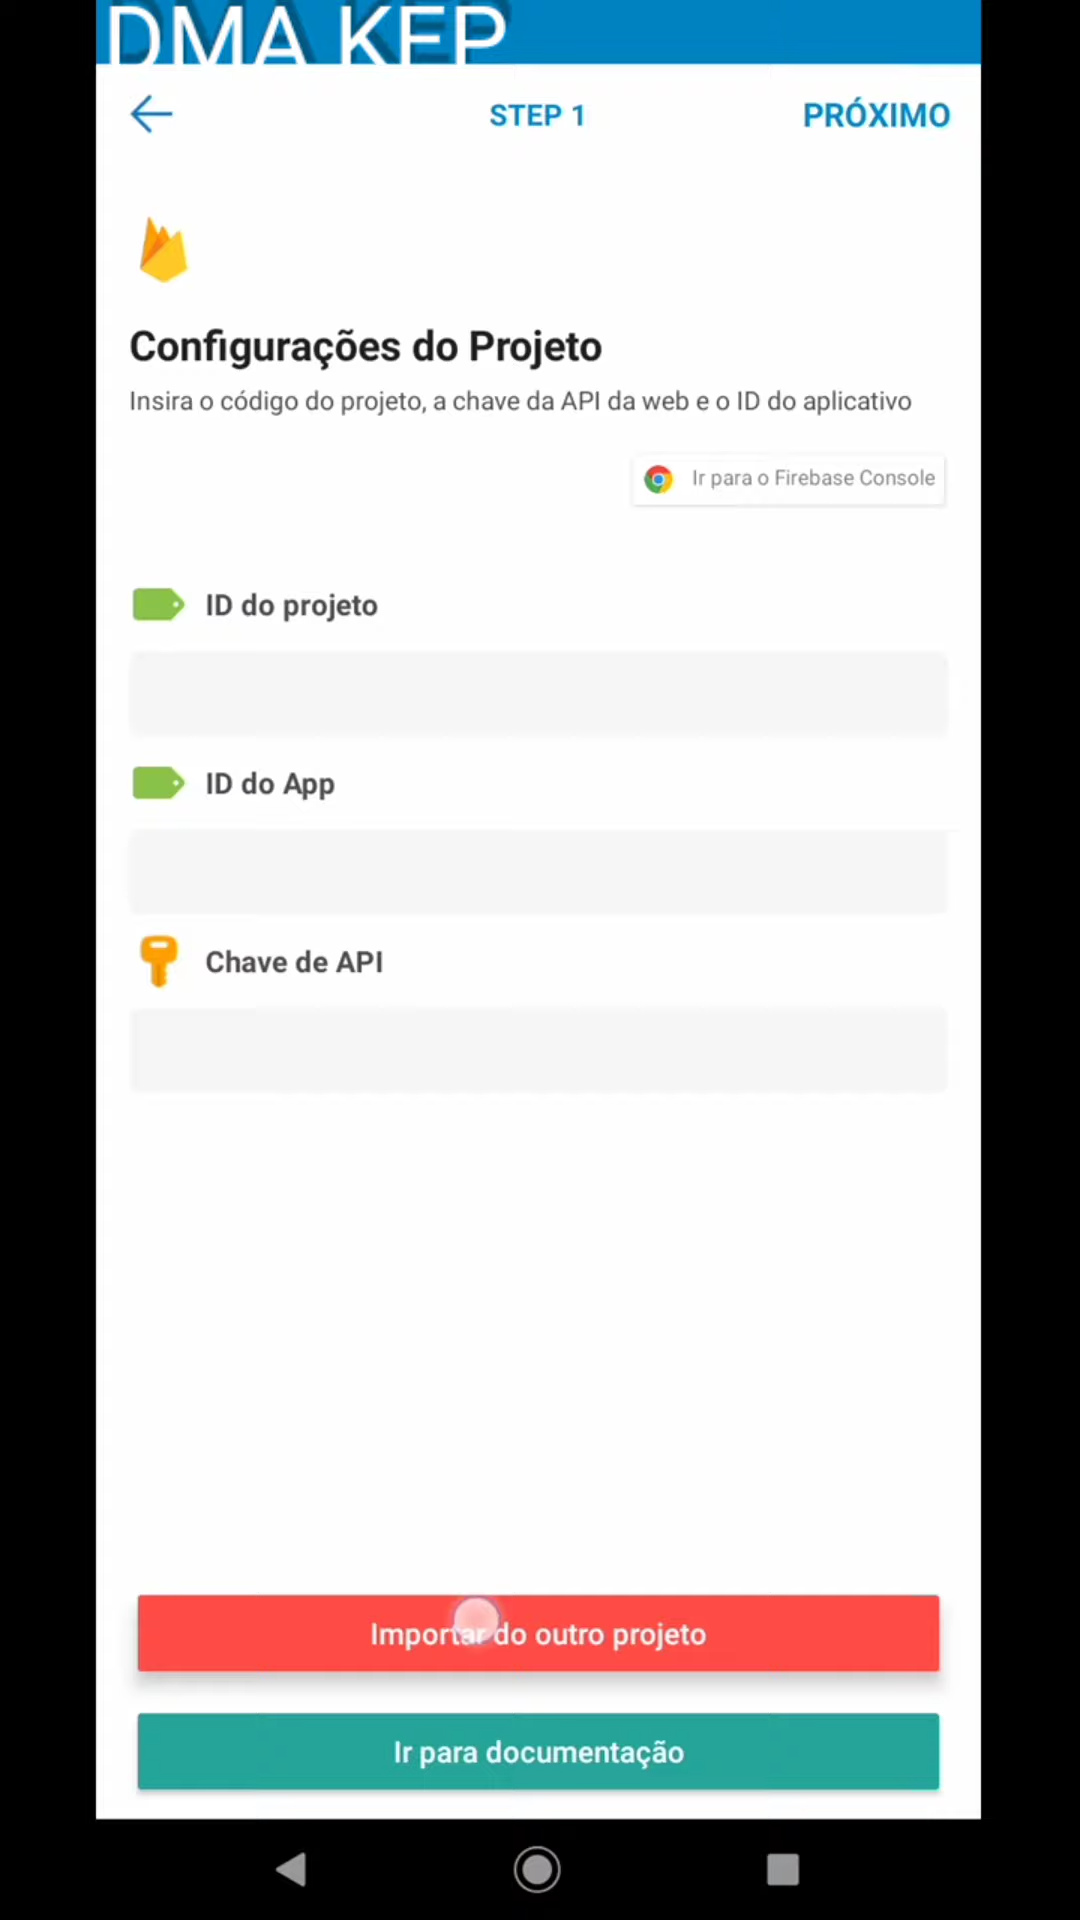 DMA KEP
STEP 1
PRÓXIMO
Configurações do Projeto
Insira o código do projeto, a chave da API da web e o ID do aplicativo
Ir para o Firebase Console
ID do projeto
ID do App
Chave de API
Importar do outro projeto
Ir para documentação